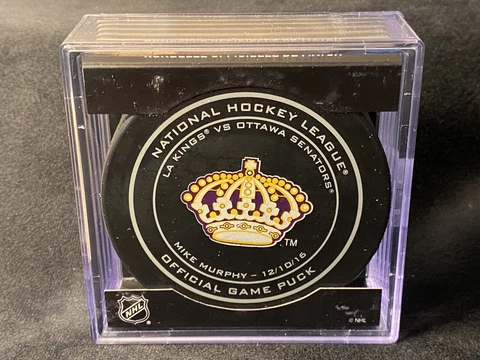 NATIONAL HOCKEY LEAGUE®
LA KINGS® VS OTTAWA SENATORS®
TM
MIKE MURPHY – 12/10/16
OFFICIAL GAME PUCK
NHL
© NHL